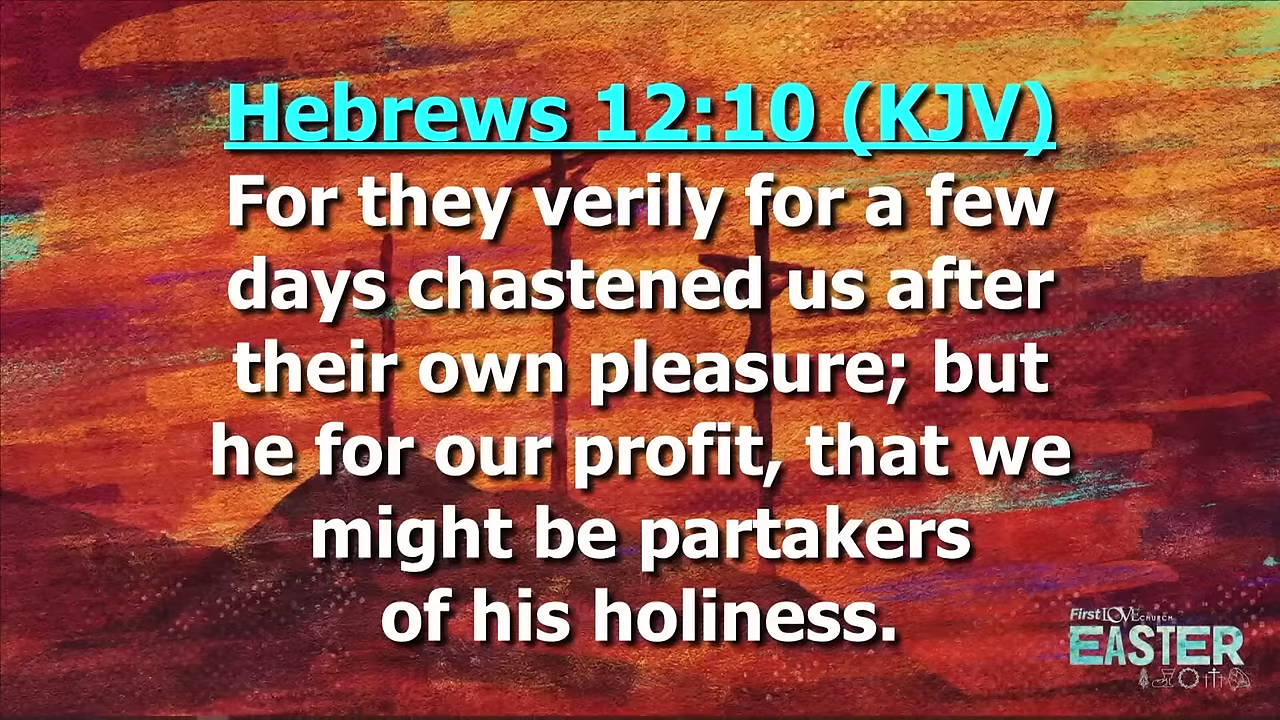 Hebrews 12:10 (KJV)
For they verily for a few
days chastened us after
their own pleasure; but
he for our profit, that we
might be partakers
of his holiness.
First LOVE CHURCH
EASTER